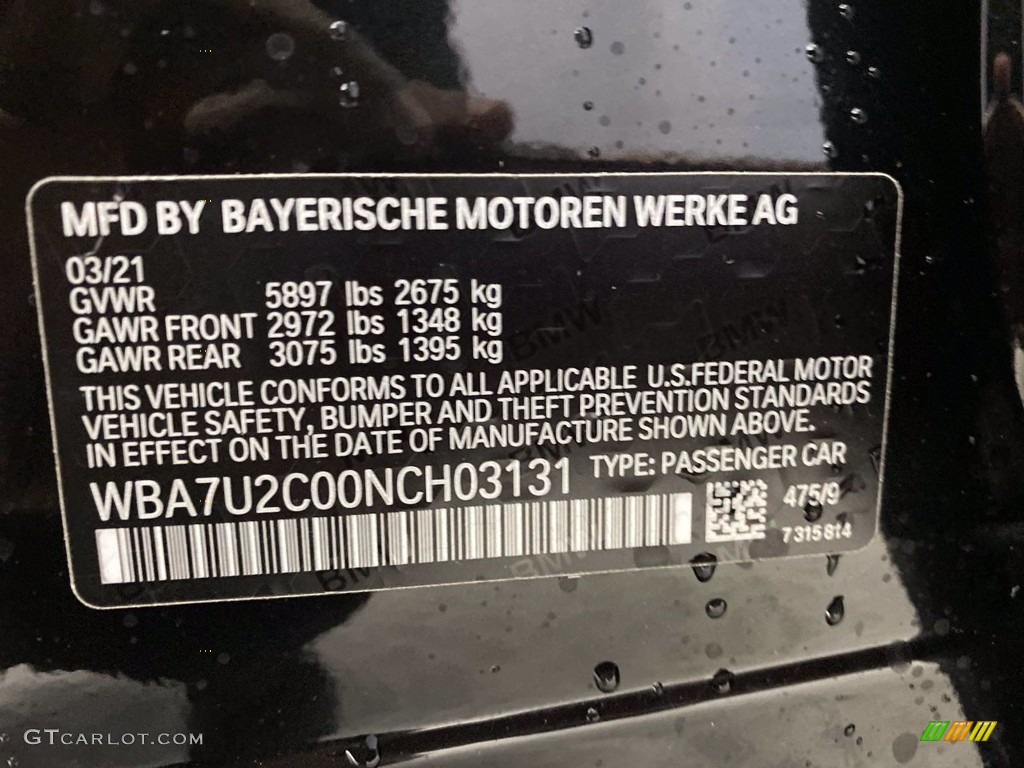 MFD BY BAYERISCHE MOTOREN WERKE AG
03/21
GVWR 5897 lbs 2675 kg
GAWR FRONT 2972 lbs 1348 kg
GAWR REAR 3075 lbs 1395 kg
THIS VEHICLE CONFORMS TO ALL APPLICABLE U.S.FEDERAL MOTOR
VEHICLE SAFETY, BUMPER AND THEFT PREVENTION STANDARDS
IN EFFECT ON THE DATE OF MANUFACTURE SHOWN ABOVE.
WBA7U2C00NCH03131 TYPE: PASSENGER CAR
475/9
7315814
GTCARLOT.COM